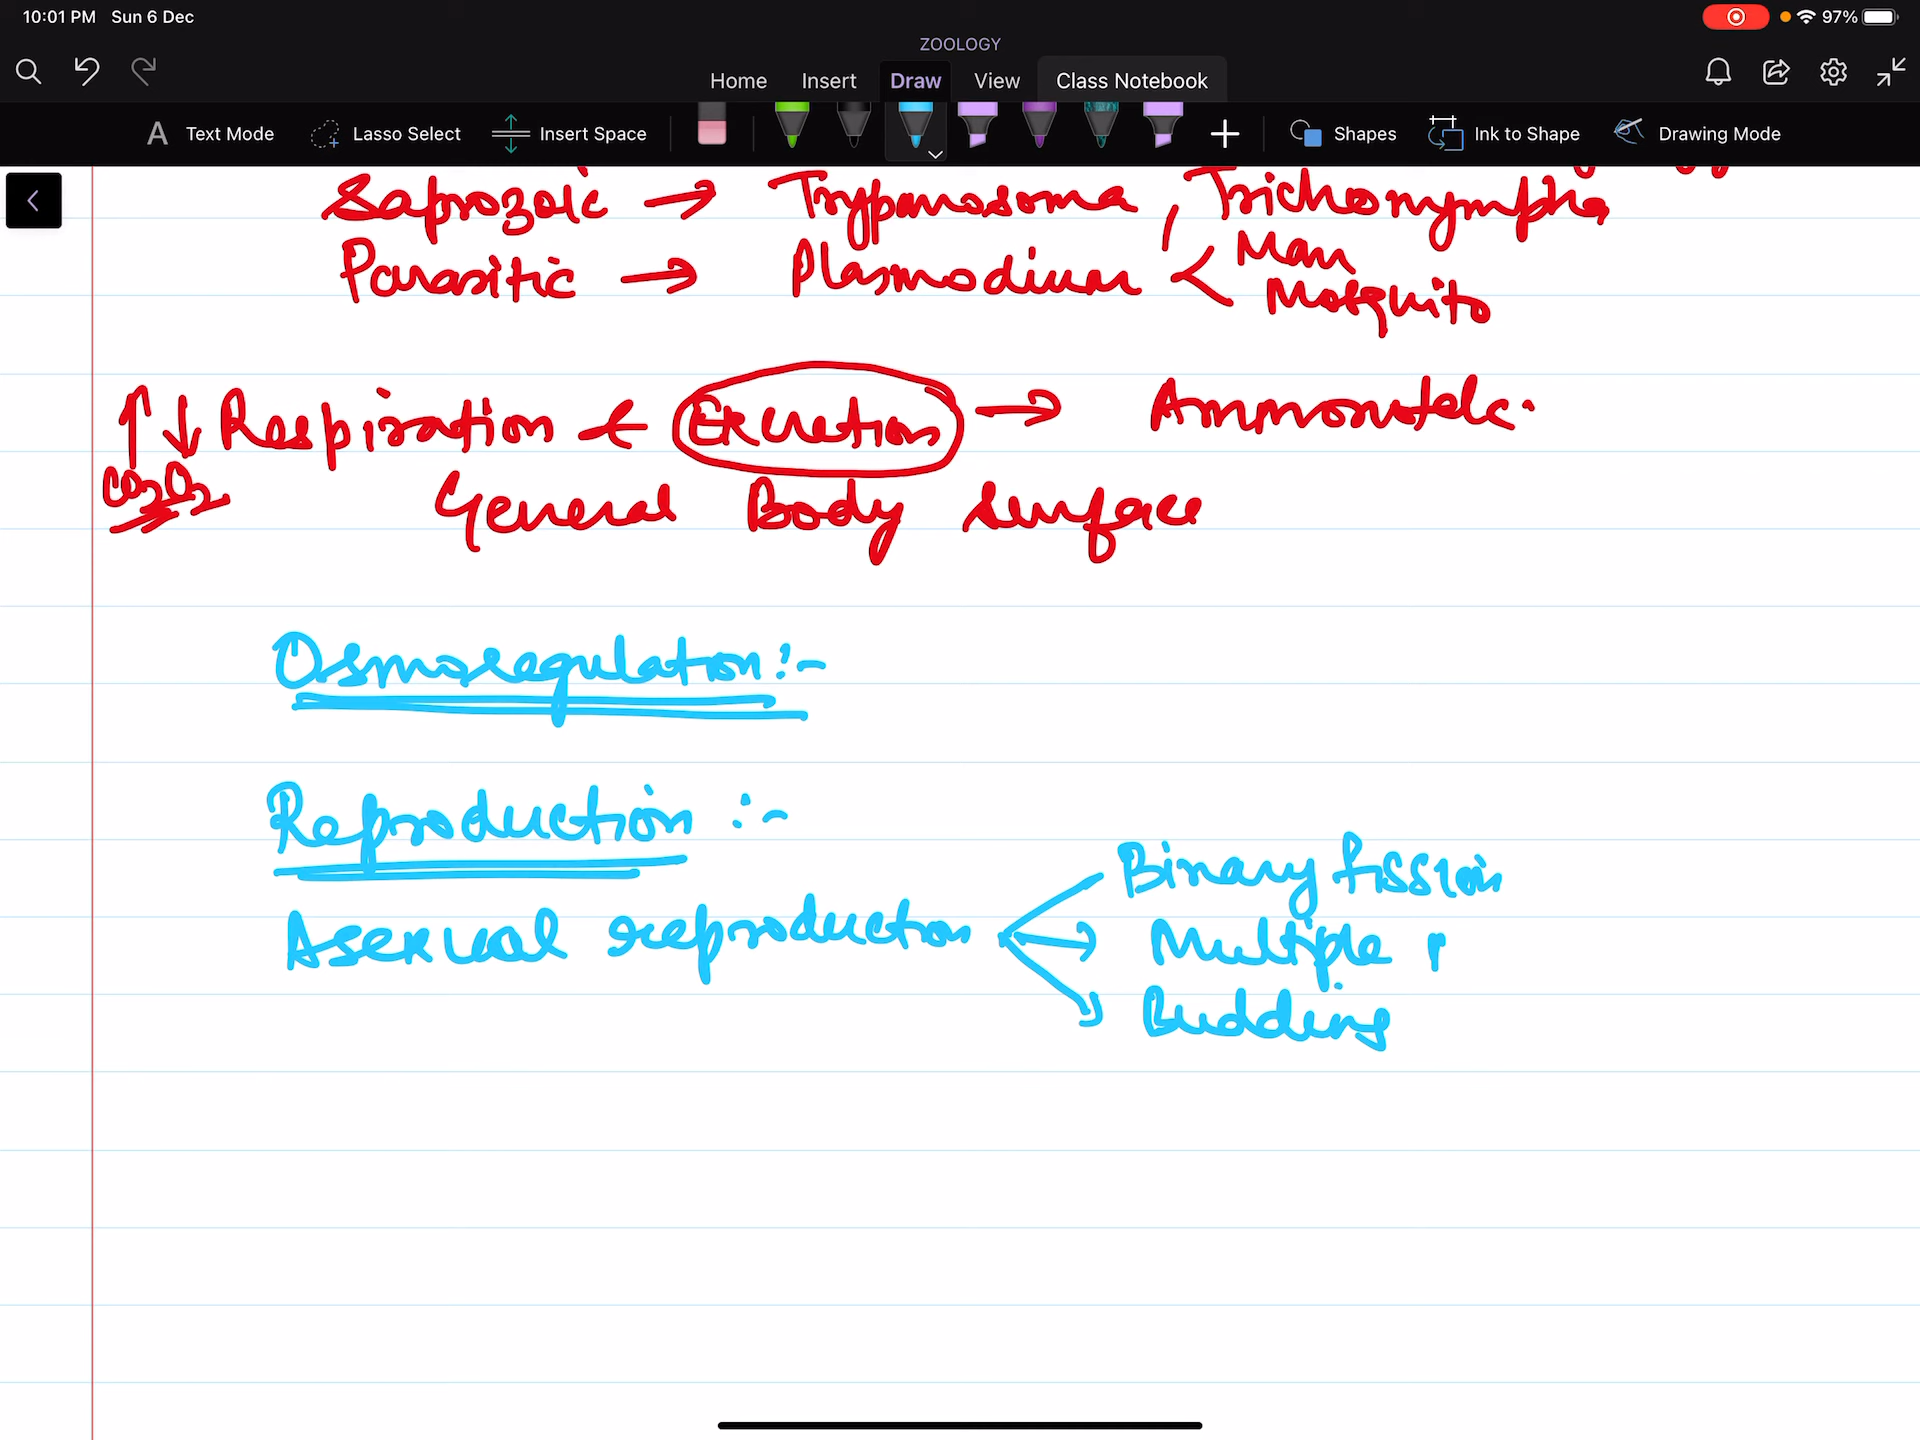 10:01 PM Sun 6 Dec 97%
ZOOLOGY
Home Insert Draw View Class Notebook
A Text Mode Lasso Select Insert Space Shapes Ink to Shape Drawing Mode
Saprozoic → Trypanosoma, Trichonympha
Parasitic → Plasmodium < Man
Mosquito
↑↓ Respiration & Excretion → Ammonotelic.
CO2 O2 General Body surface
Osmoregulation :-
Reproduction :-
Binary fission
Asexual reproduction → Multiple
Budding